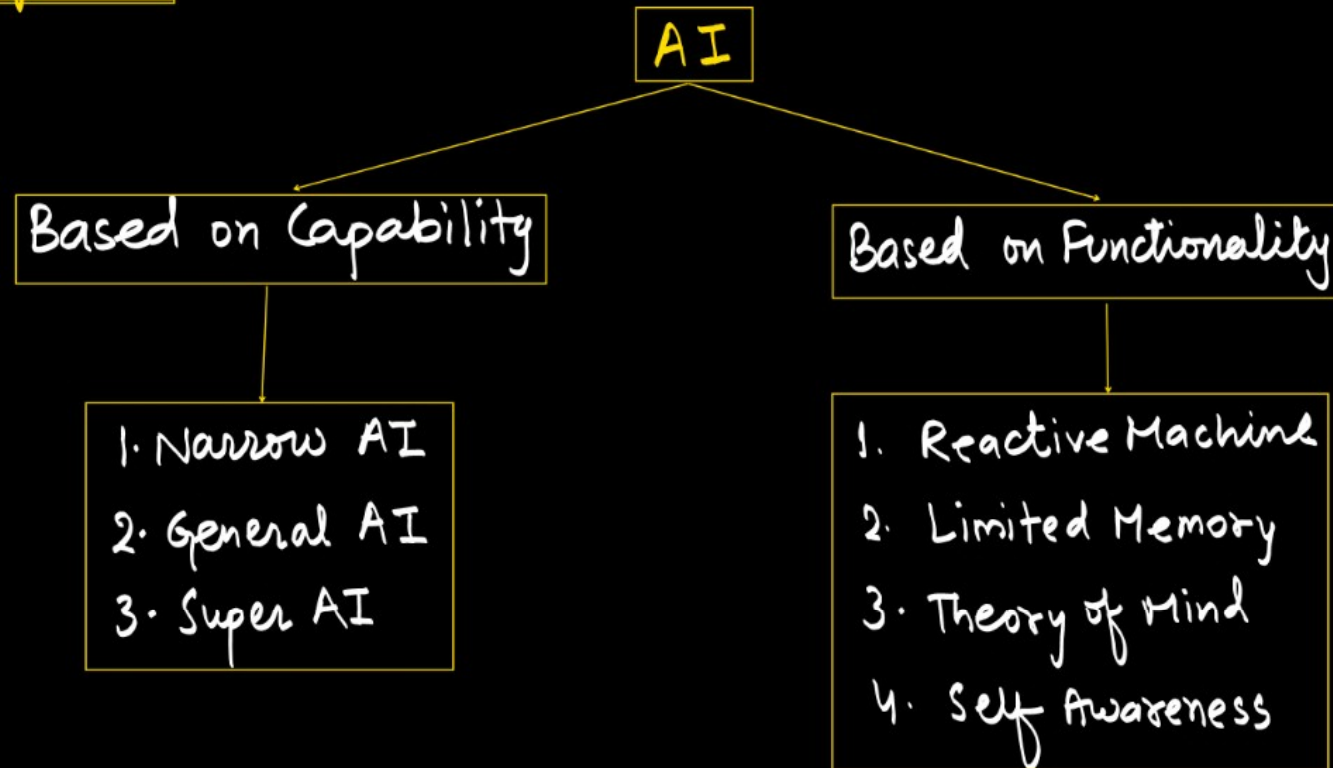 AI
Based on Capability
Based on Functionality
1. Narrow AI
2. General AI
3. Super AI
1. Reactive Machine
2. Limited Memory
3. Theory of Mind
4. Self Awareness